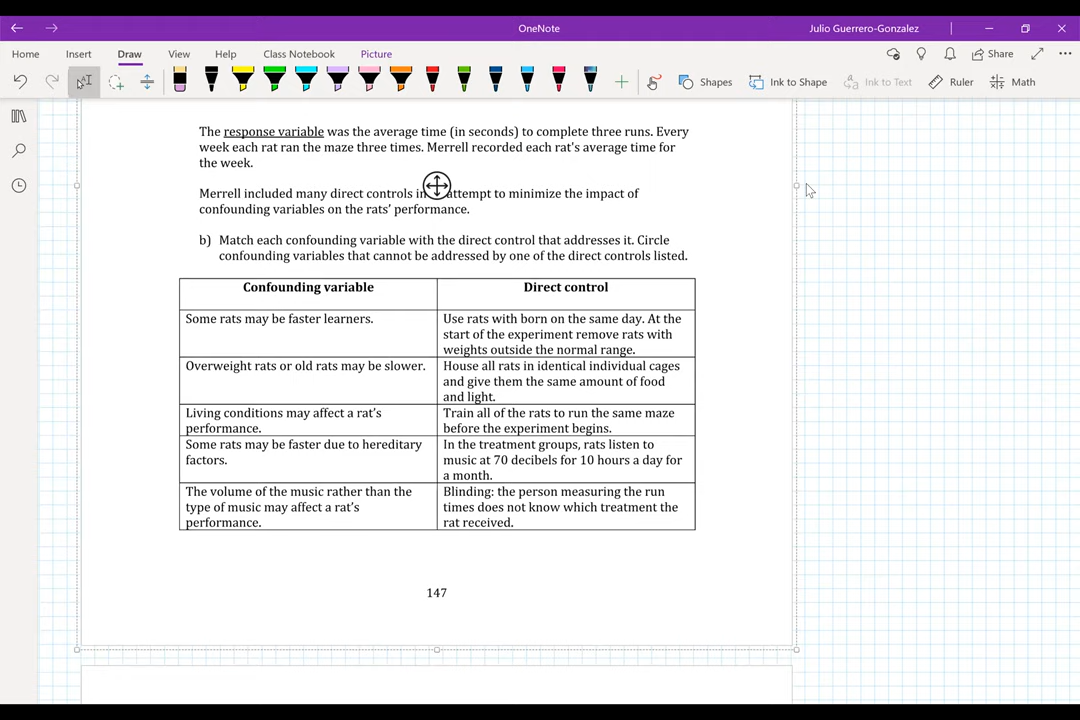 OneNote
Julio Guerrero-Gonzalez
Home Insert Draw View Help Class Notebook Picture
Share
Shapes Ink to Shape Ink to Text Ruler Math
The response variable was the average time (in seconds) to complete three runs. Every
week each rat ran the maze three times. Merrell recorded each rat's average time for
the week.
Merrell included many direct controls in attempt to minimize the impact of
confounding variables on the rats' performance.
b) Match each confounding variable with the direct control that addresses it. Circle
confounding variables that cannot be addressed by one of the direct controls listed.
Confounding variable
Direct control
Some rats may be faster learners.
Use rats with born on the same day. At the
start of the experiment remove rats with
weights outside the normal range.
Overweight rats or old rats may be slower.
House all rats in identical individual cages
and give them the same amount of food
and light.
Living conditions may affect a rat's
performance.
Train all of the rats to run the same maze
before the experiment begins.
Some rats may be faster due to hereditary
factors.
In the treatment groups, rats listen to
music at 70 decibels for 10 hours a day for
a month.
The volume of the music rather than the
type of music may affect a rat's
performance.
Blinding: the person measuring the run
times does not know which treatment the
rat received.
147